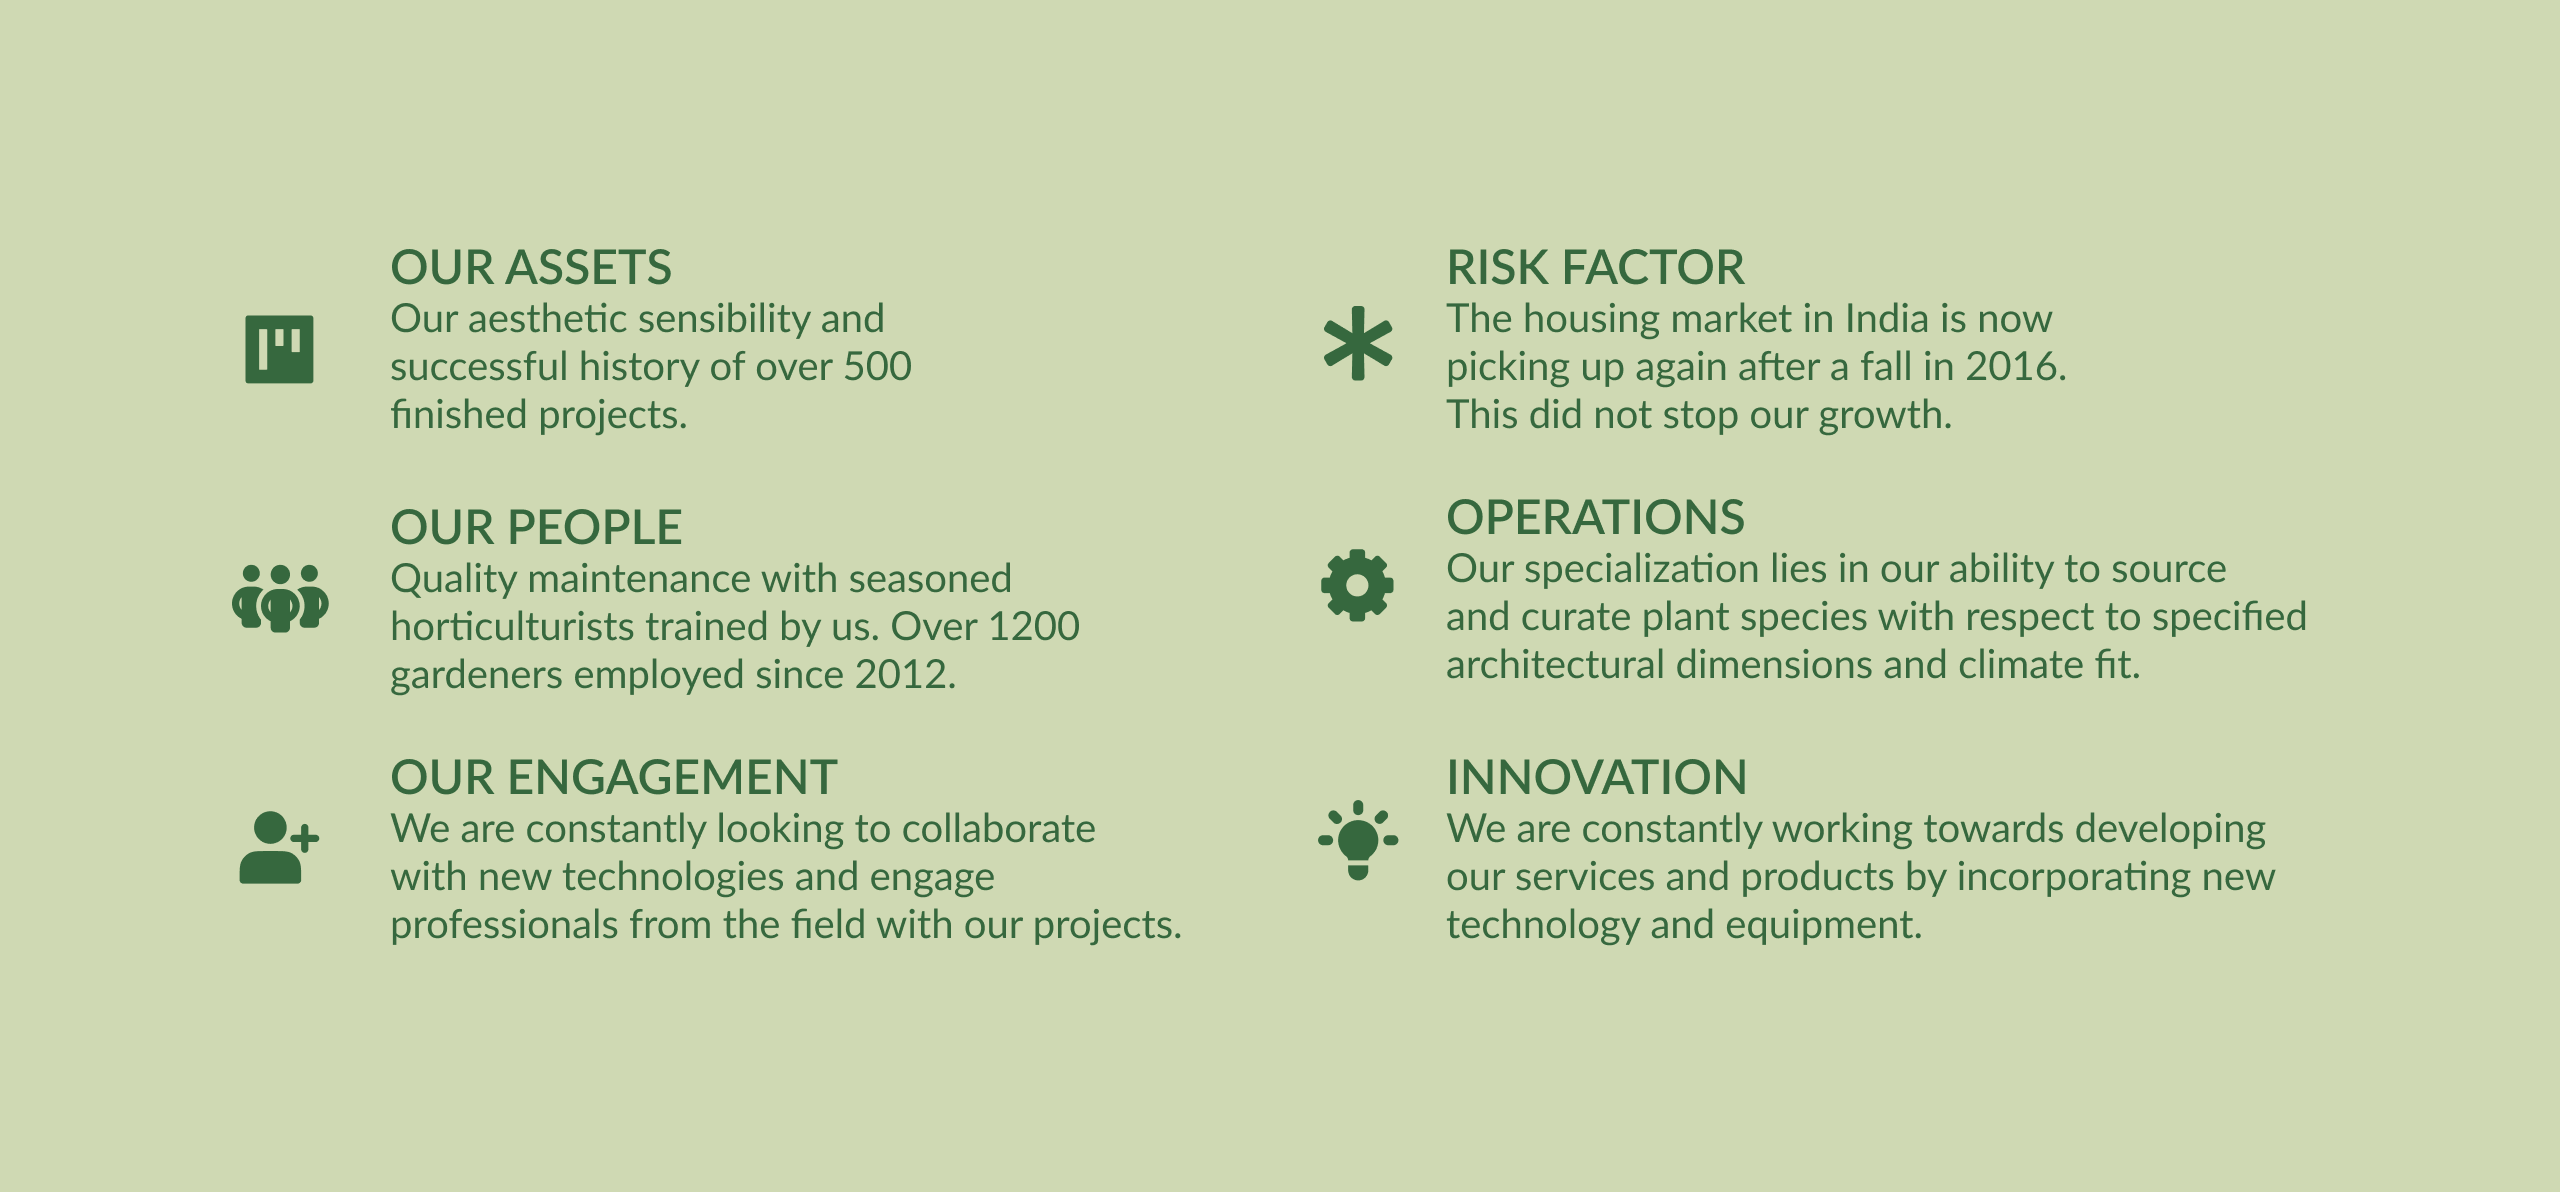 OUR ASSETS
Our aesthetic sensibility and
successful history of over 500
finished projects.
OUR PEOPLE
Quality maintenance with seasoned
horticulturists trained by us. Over 1200
gardeners employed since 2012.
OUR ENGAGEMENT
We are constantly looking to collaborate
with new technologies and engage
professionals from the field with our projects.
RISK FACTOR
The housing market in India is now
picking up again after a fall in 2016.
This did not stop our growth.
OPERATIONS
Our specialization lies in our ability to source
and curate plant species with respect to specified
architectural dimensions and climate fit.
INNOVATION
We are constantly working towards developing
our services and products by incorporating new
technology and equipment.